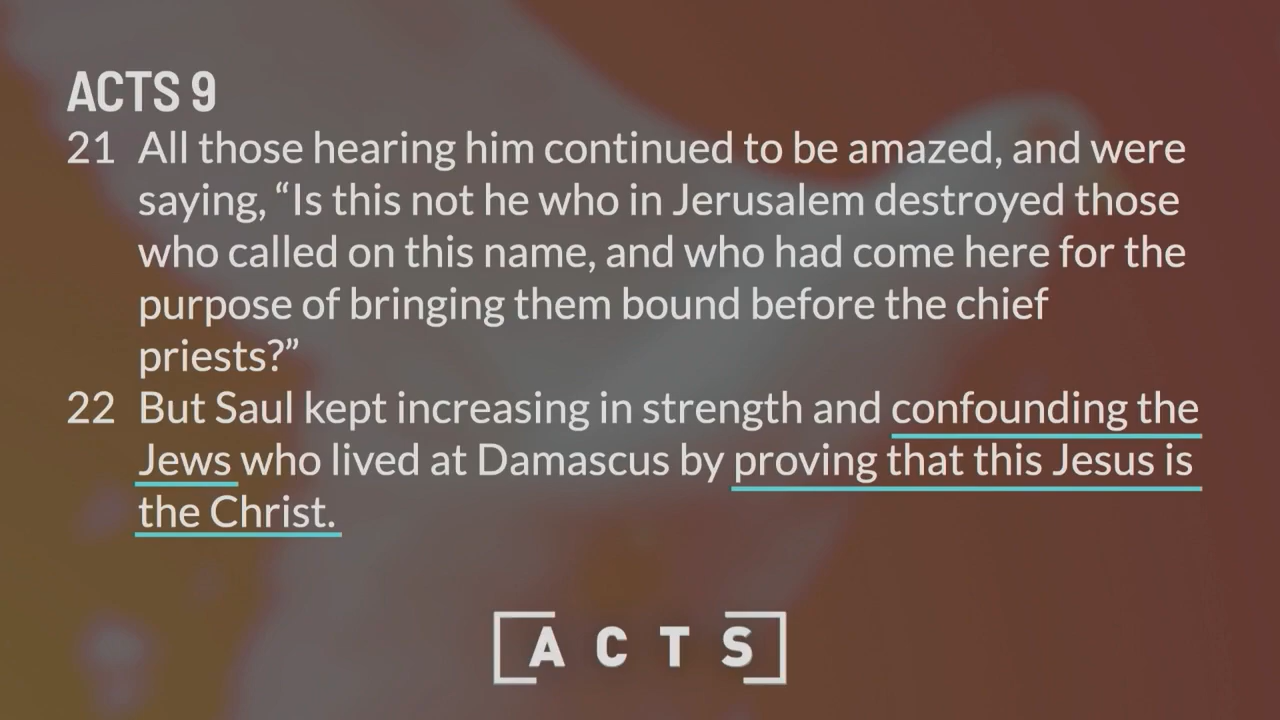 ACTS 9
21 All those hearing him continued to be amazed, and were
saying, “Is this not he who in Jerusalem destroyed those
who called on this name, and who had come here for the
purpose of bringing them bound before the chief
priests?”
22 But Saul kept increasing in strength and confounding the
Jews who lived at Damascus by proving that this Jesus is
the Christ.
[ACTS]